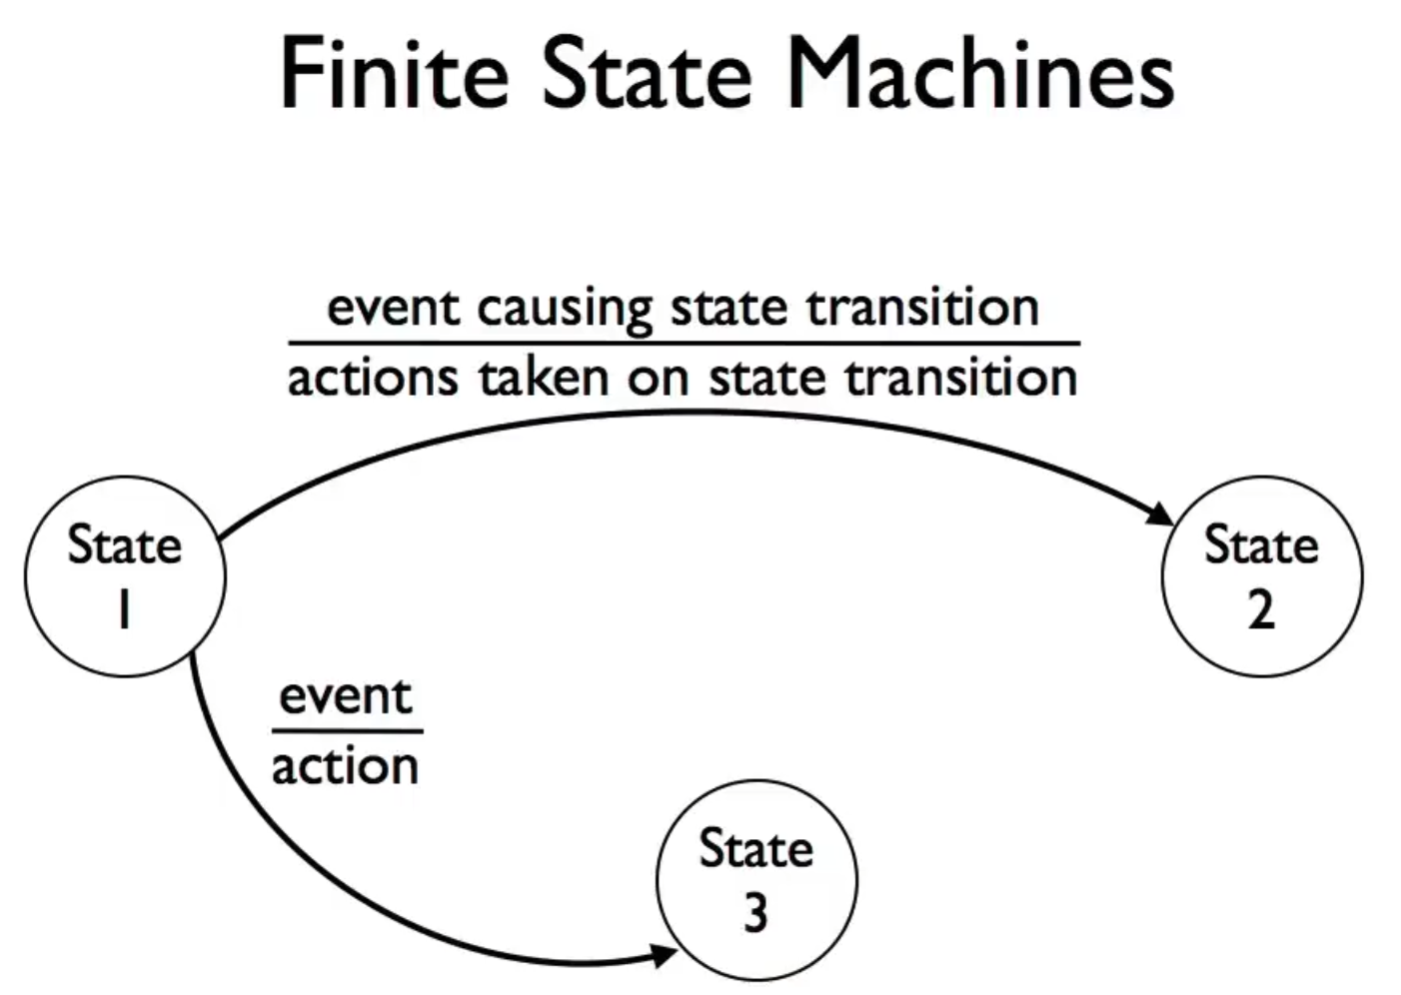 Finite State Machines
event causing state transition
actions taken on state transition
State
1
State
2
event
action
State
3